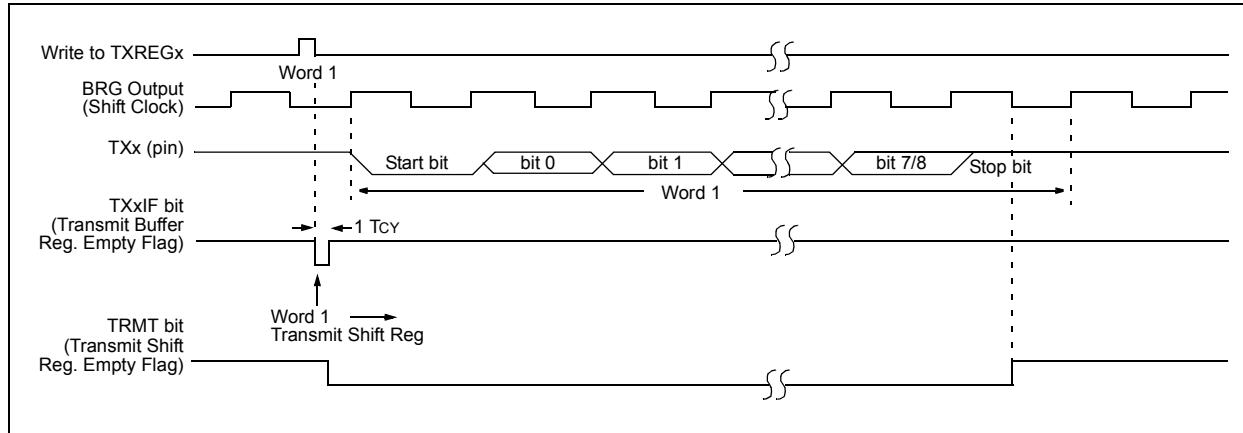 Write to TXREGx
Word 1
BRG Output
(Shift Clock)
TXx (pin)
Start bit
bit 0
bit 1
bit 7/8
Stop bit
Word 1
TXxIF bit
(Transmit Buffer
Reg. Empty Flag)
1 TCY
Word 1
Transmit Shift Reg
TRMT bit
(Transmit Shift
Reg. Empty Flag)